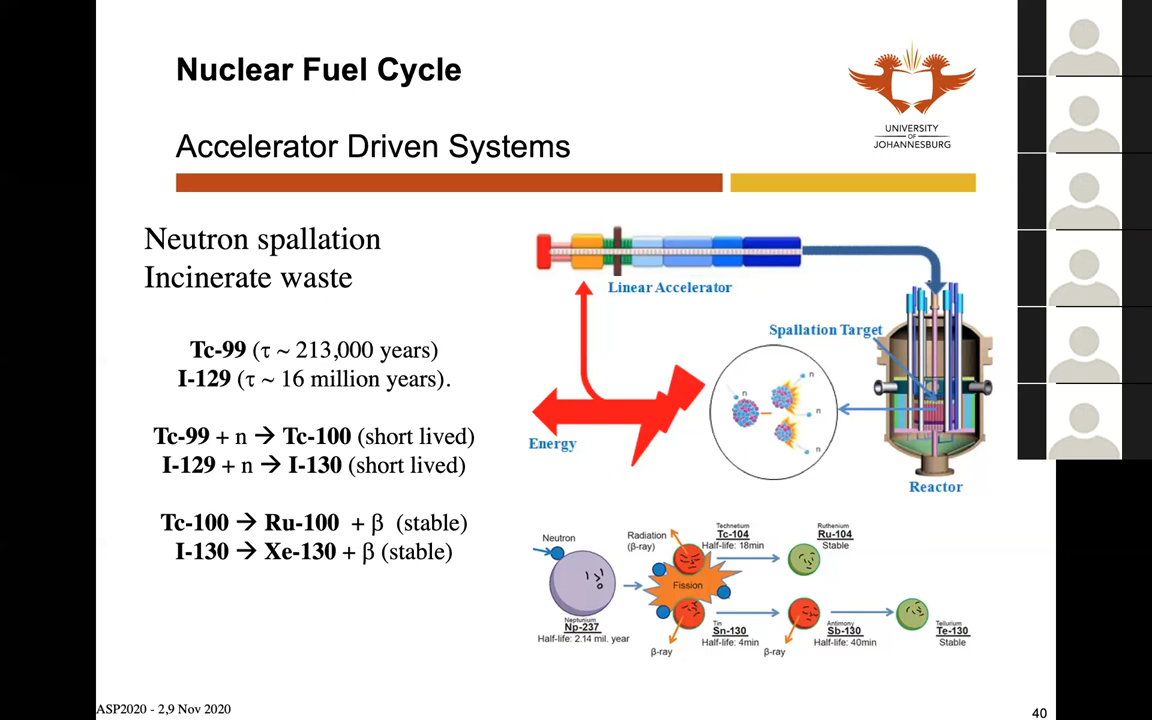 Nuclear Fuel Cycle
Accelerator Driven Systems
UNIVERSITY
OF
JOHANNESBURG
Neutron spallation
Incinerate waste
Tc-99 (τ ~ 213,000 years)
I-129 (τ ~ 16 million years).
Tc-99 + n → Tc-100 (short lived)
I-129 + n → I-130 (short lived)
Tc-100 → Ru-100 + β (stable)
I-130 → Xe-130 + β (stable)
Linear Accelerator
Spallation Target
n
n
n
n
Energy
Reactor
Neutron
Radiation
(β-ray)
Technetium
Tc-104
Half-life: 18min
Ruthenium
Ru-104
Stable
Fission
Neptunium
Np-237
Half-life: 2.14 mil. year
Tin
Sn-130
Half-life: 4min
β-ray
β-ray
Antimony
Sb-130
Half-life: 40min
Tellurium
Te-130
Stable
ASP2020 - 2,9 Nov 2020
40